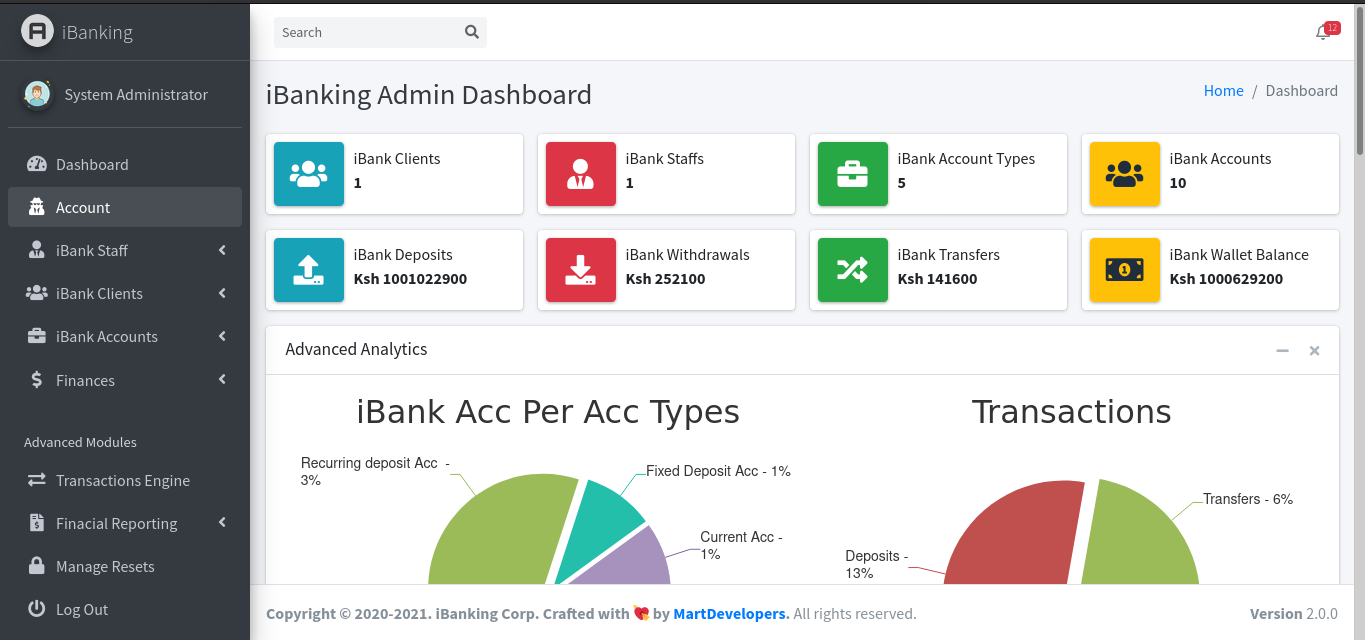 iBanking
System Administrator
Dashboard
Account
iBank Staff
iBank Clients
iBank Accounts
Finances
Advanced Modules
Transactions Engine
Finacial Reporting
Manage Resets
Log Out
Search
12
iBanking Admin Dashboard
Home / Dashboard
iBank Clients
1
iBank Staffs
1
iBank Account Types
5
iBank Accounts
10
iBank Deposits
Ksh 1001022900
iBank Withdrawals
Ksh 252100
iBank Transfers
Ksh 141600
iBank Wallet Balance
Ksh 1000629200
Advanced Analytics
iBank Acc Per Acc Types
Recurring deposit Acc -
3%
Fixed Deposit Acc - 1%
Current Acc -
1%
Transactions
Transfers - 6%
Deposits -
13%
Copyright © 2020-2021. iBanking Corp. Crafted with 💘 by MartDevelopers. All rights reserved.
Version 2.0.0